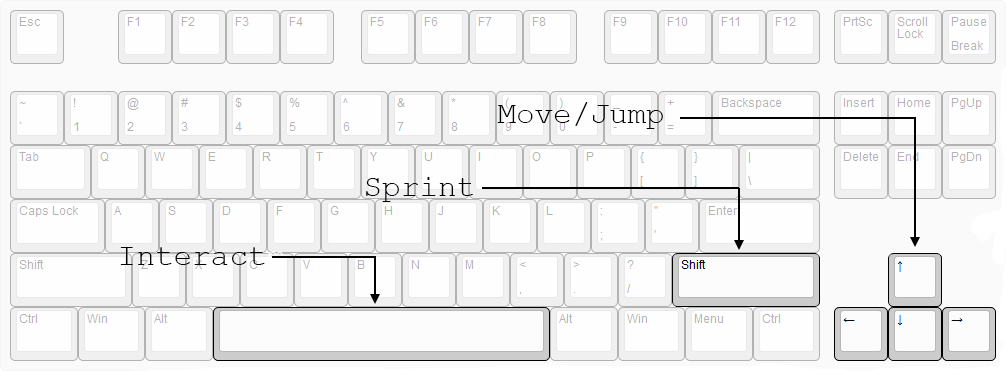 Esc F1 F2 F3 F4 F5 F6 F7 F8 F9 F10 F11 F12 PrtSc Scroll Lock Pause Break
~ ` ! 1 @ 2 # 3 $ 4 % 5 ^ 6 & 7 * 8 ( 9 ) 0 _ - + = Backspace Insert Home PgUp
Move/Jump
Tab Q W E R T Y U I O P { [ } ] | \ Delete End PgDn
Sprint
Caps Lock A S D F G H J K L : ; " ' Enter
Interact
Shift Z X C V B N M < , > . ? / Shift ↑
Ctrl Win Alt Alt Win Menu Ctrl ← ↓ →